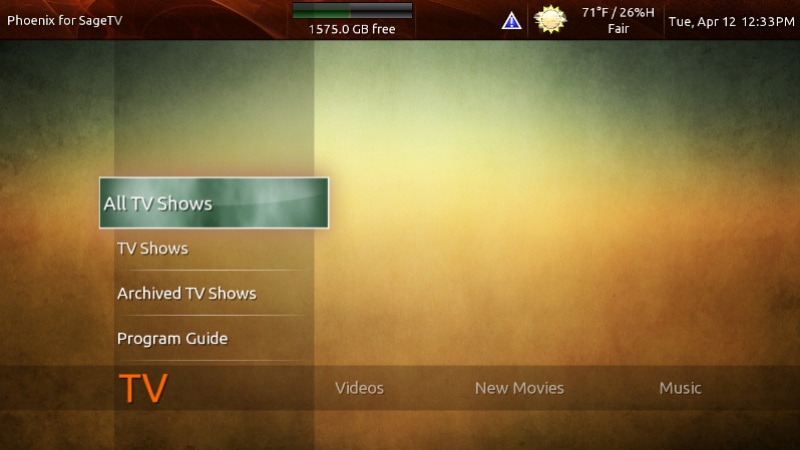 Phoenix for SageTV
1575.0 GB free
71°F / 26%H
Fair
Tue, Apr 12 12:33PM
All TV Shows
TV Shows
Archived TV Shows
Program Guide
TV
Videos
New Movies
Music